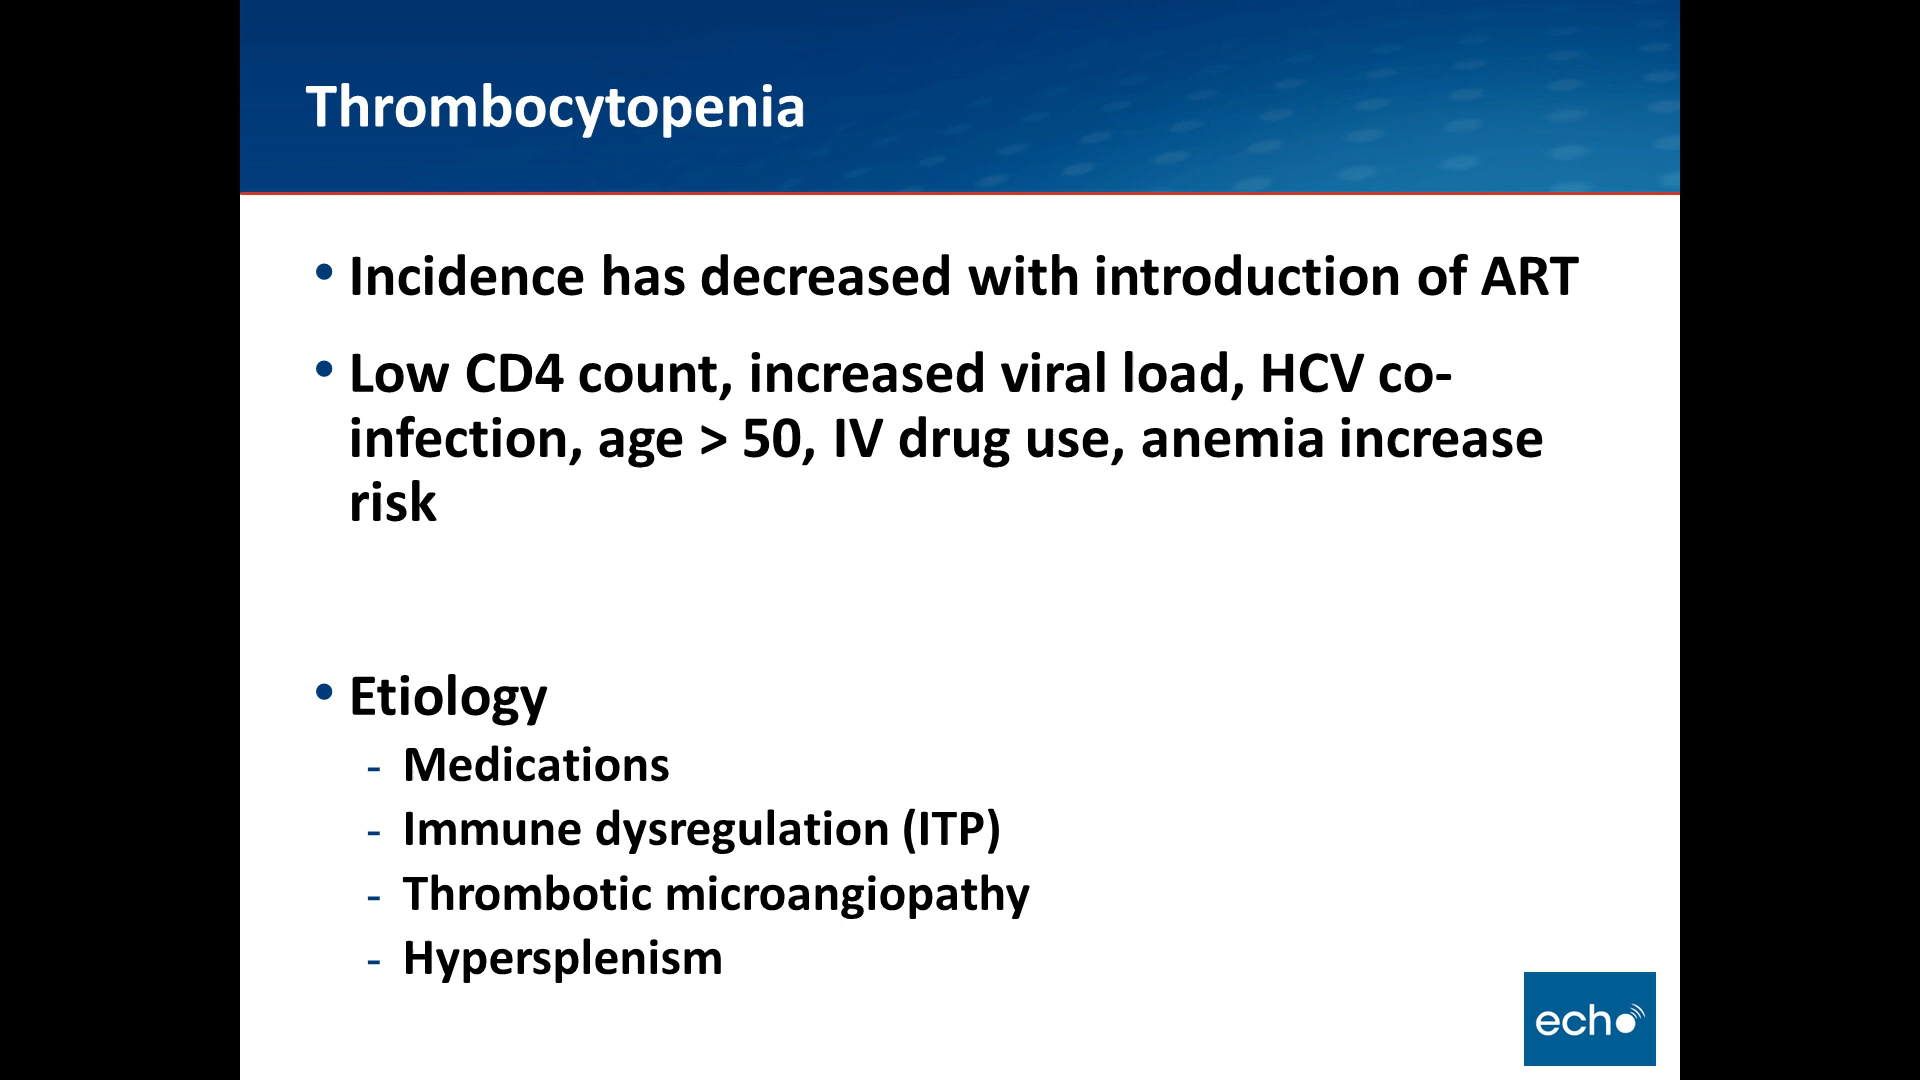 Thrombocytopenia
• Incidence has decreased with introduction of ART
• Low CD4 count, increased viral load, HCV co-
infection, age > 50, IV drug use, anemia increase
risk
• Etiology
- Medications
- Immune dysregulation (ITP)
- Thrombotic microangiopathy
- Hypersplenism
echo